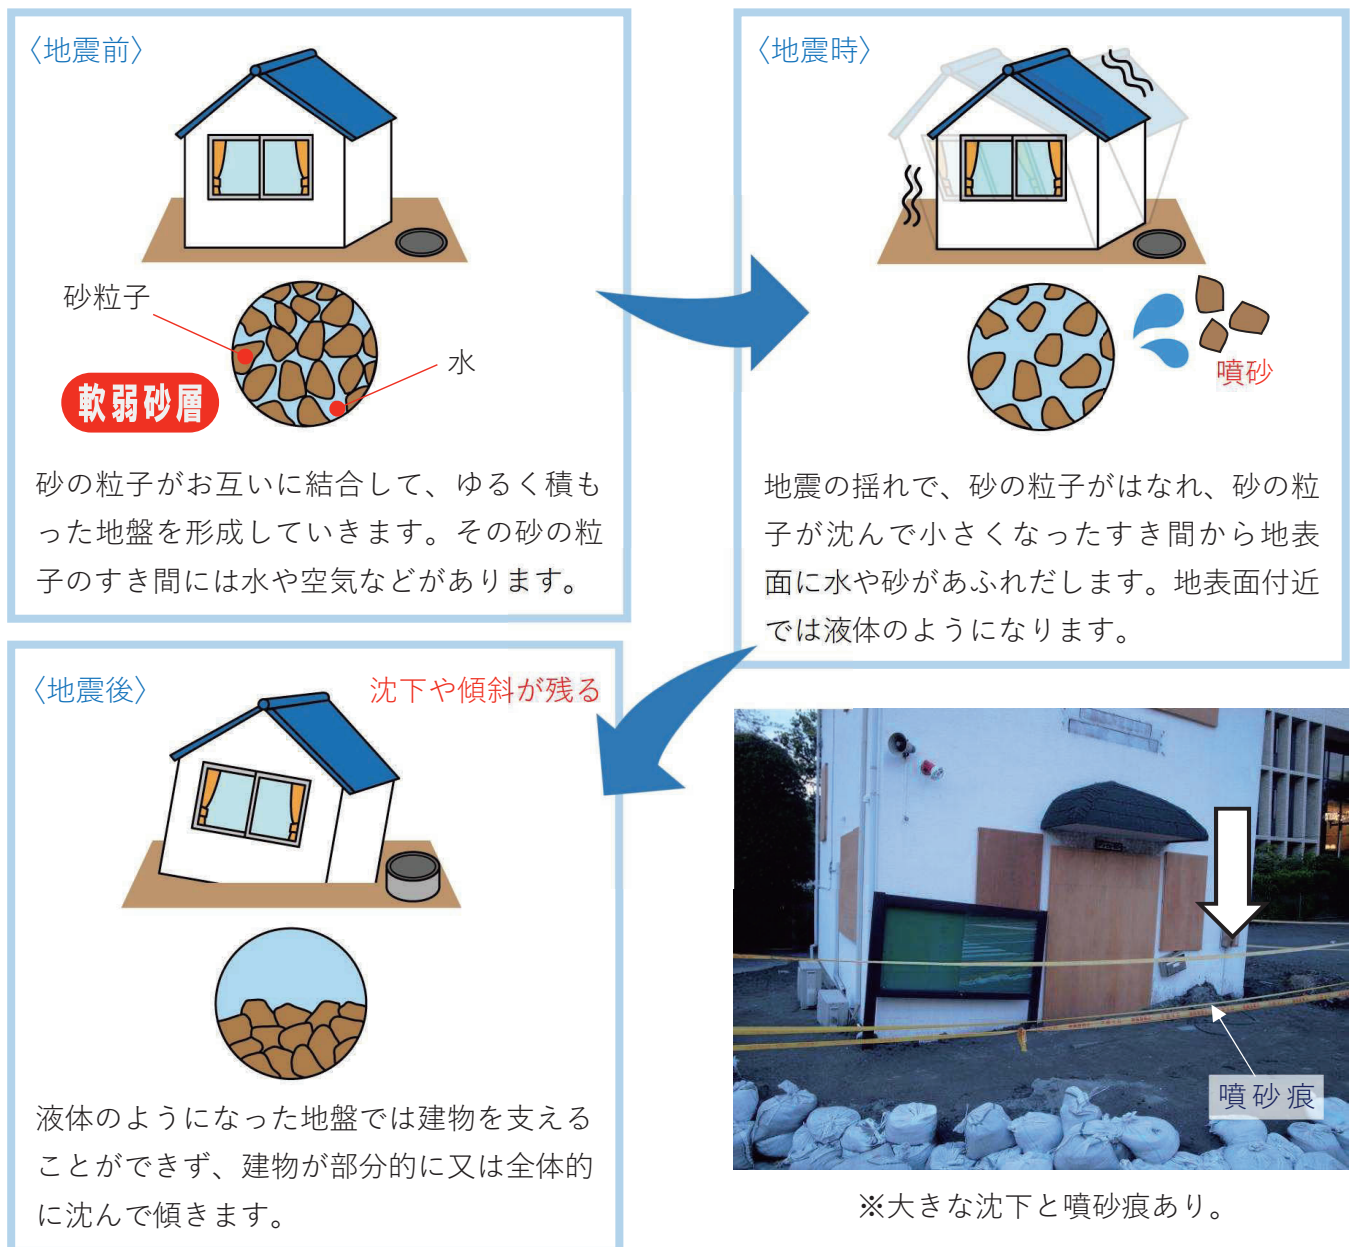 〈地震前〉
砂粒子
水
軟弱砂層
砂の粒子がお互いに結合して、ゆるく積も
った地盤を形成していきます。その砂の粒
子のすき間には水や空気などがあります。
〈地震時〉
噴砂
地震の揺れで、砂の粒子がはなれ、砂の粒
子が沈んで小さくなったすき間から地表
面に水や砂があふれだします。地表面付近
では液体のようになります。
〈地震後〉
沈下や傾斜が残る
液体のようになった地盤では建物を支える
ことができず、建物が部分的に又は全体的
に沈んで傾きます。
噴砂痕
※大きな沈下と噴砂痕あり。